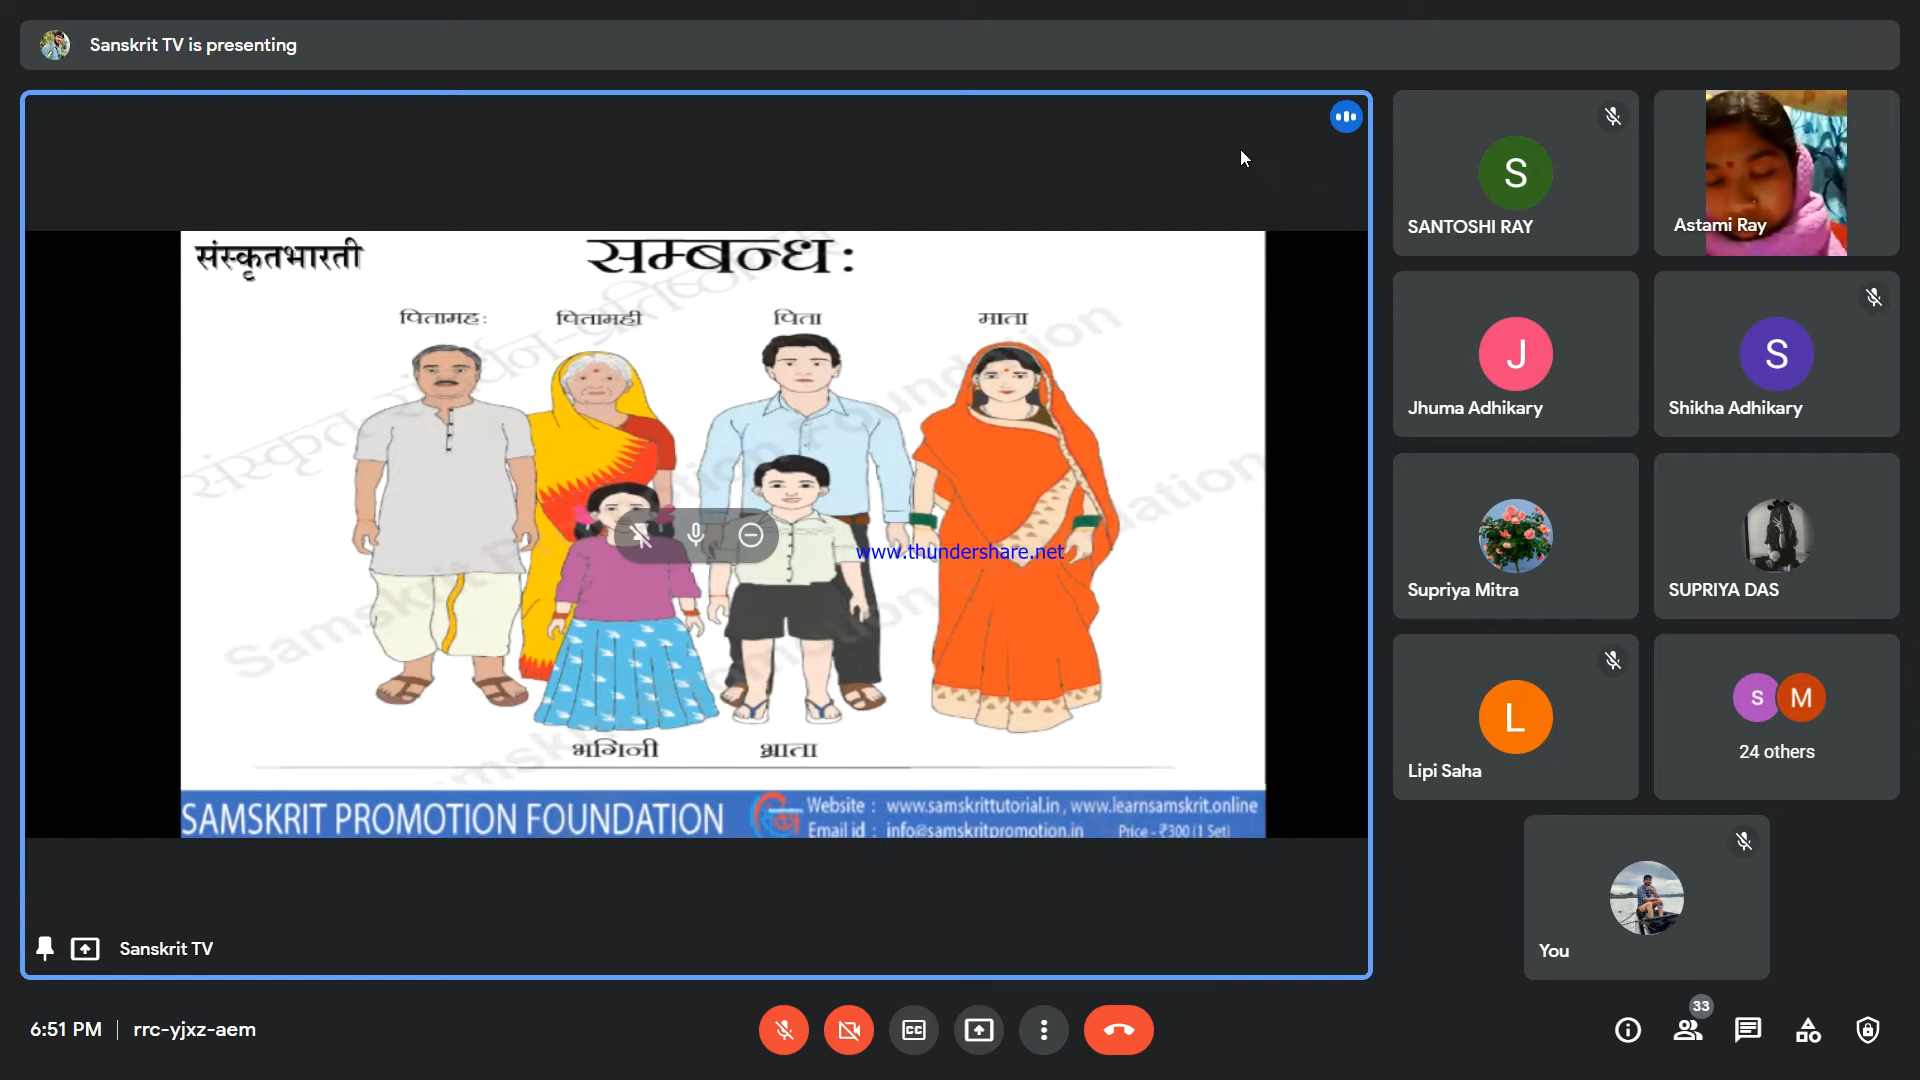 Sanskrit TV is presenting
संस्कृतभारती
सम्बन्धः
पितामहः पितामही पिता माता
www.thundershare.net
भगिनी भ्राता
SAMSKRIT PROMOTION FOUNDATION
Website : www.samskrittutorial.in, www.learnsamskrit.online
Email id : info@samskritpromotion.in Price - ₹300 (1 Set)
Sanskrit TV
S
SANTOSHI RAY
Astami Ray
J
Jhuma Adhikary
S
Shikha Adhikary
Supriya Mitra
SUPRIYA DAS
L
Lipi Saha
S M
24 others
You
6:51 PM | rrc-yjxz-aem
CC
33